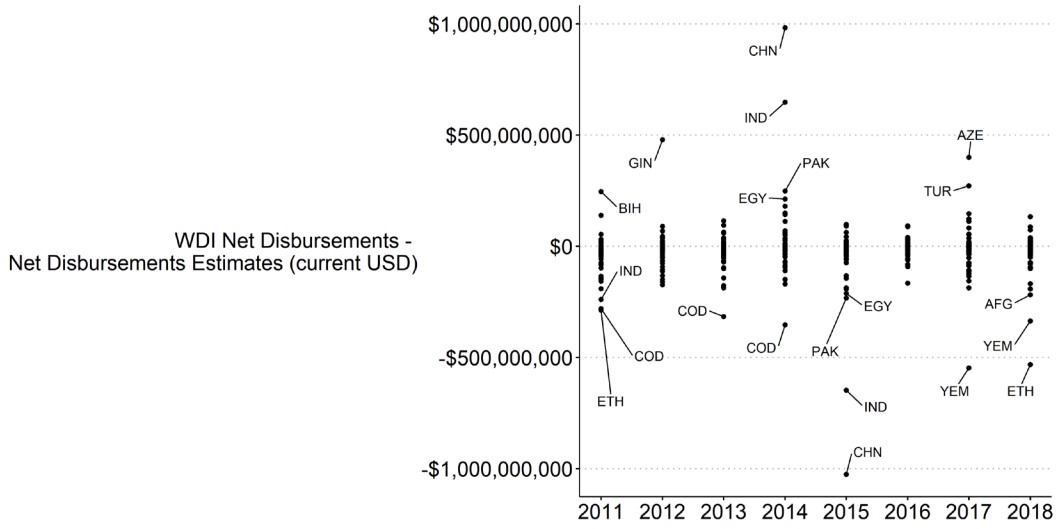 WDI Net Disbursements -
Net Disbursements Estimates (current USD)
$1,000,000,000
$500,000,000
$0
-$500,000,000
-$1,000,000,000
CHN
IND
AZE
GIN
PAK
EGY
TUR
BIH
IND
COD
ETH
COD
COD
EGY
PAK
IND
CHN
AFG
YEM
YEM
ETH
2011 2012 2013 2014 2015 2016 2017 2018